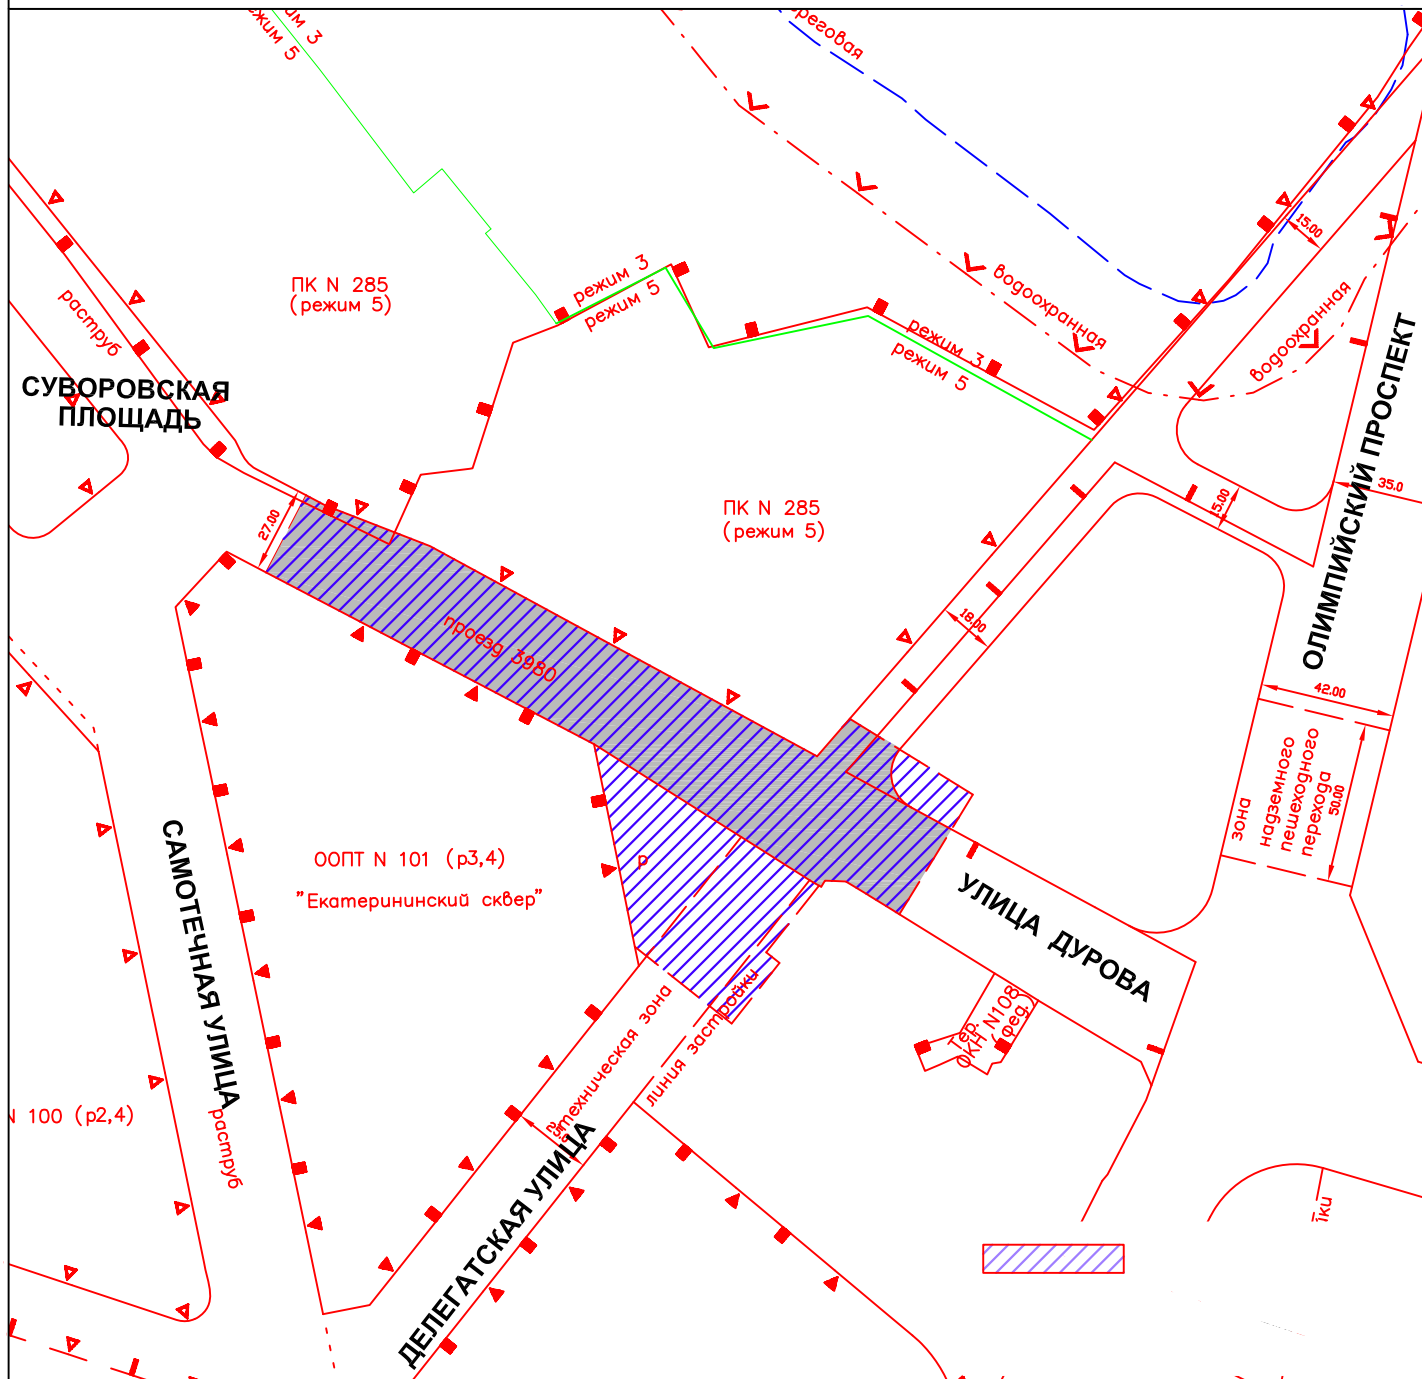 режим 3
режим 5
береговая
15.00
ПК N 285
(режим 5)
режим 3
режим 5
водоохранная
водоохранная
раструб
режим 3
режим 5
СУВОРОВСКАЯ
ПЛОЩАДЬ
ОЛИМПИЙСКИЙ ПРОСПЕКТ
35.0
15.00
27.00
ПК N 285
(режим 5)
18.00
проезд 3980
42.00
зона
надземного
пешеходного
перехода
50.00
САМОТЕЧНАЯ УЛИЦА
ООПТ N 101 (р3,4)
"Екатерининский сквер"
р
УЛИЦА ДУРОВА
техническая зона
линия застройки
Тер.
ОКН N108
(фед.)
N 100 (р2,4)
раструб
ДЕЛЕГАТСКАЯ УЛИЦА